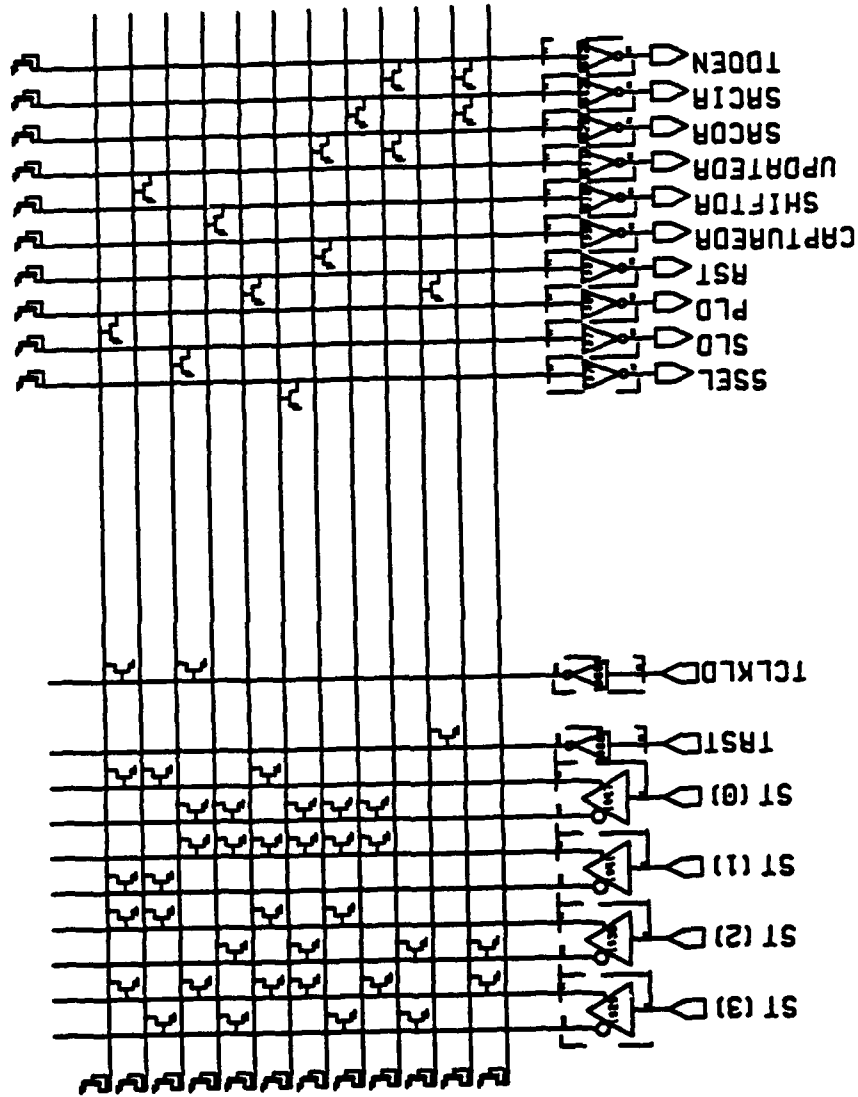 ST(3)
ST(2)
ST(1)
ST(0)
TRST
TCLKLD
SSEL
SLD
PLD
RST
CAPTUREDR
SHIFTDR
UPDATEDR
SRCDR
SRCIR
TDOEN